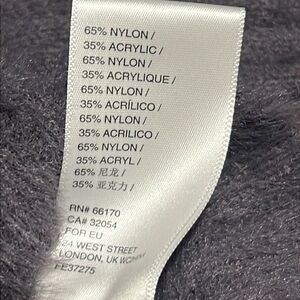 65% NYLON /
35% ACRYLIC /
65% NYLON /
35% ACRYLIQUE /
65% NYLON /
35% ACRÍLICO /
65% NYLON /
35% ACRILICO /
65% NYLON /
35% ACRYL /
65% 尼龙 /
35% 亚克力 /
RN# 66170
CA# 32054
FOR EU
WEST STREET
LONDON, UK
FE37275